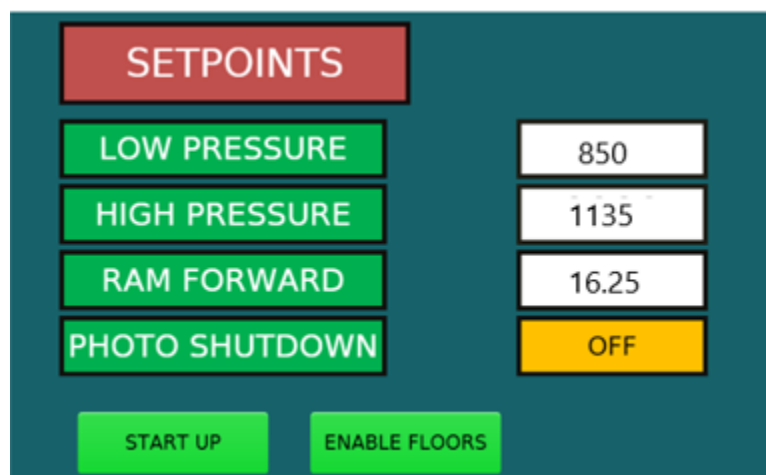 SETPOINTS
LOW PRESSURE 850
HIGH PRESSURE 1135
RAM FORWARD 16.25
PHOTO SHUTDOWN OFF
START UP ENABLE FLOORS